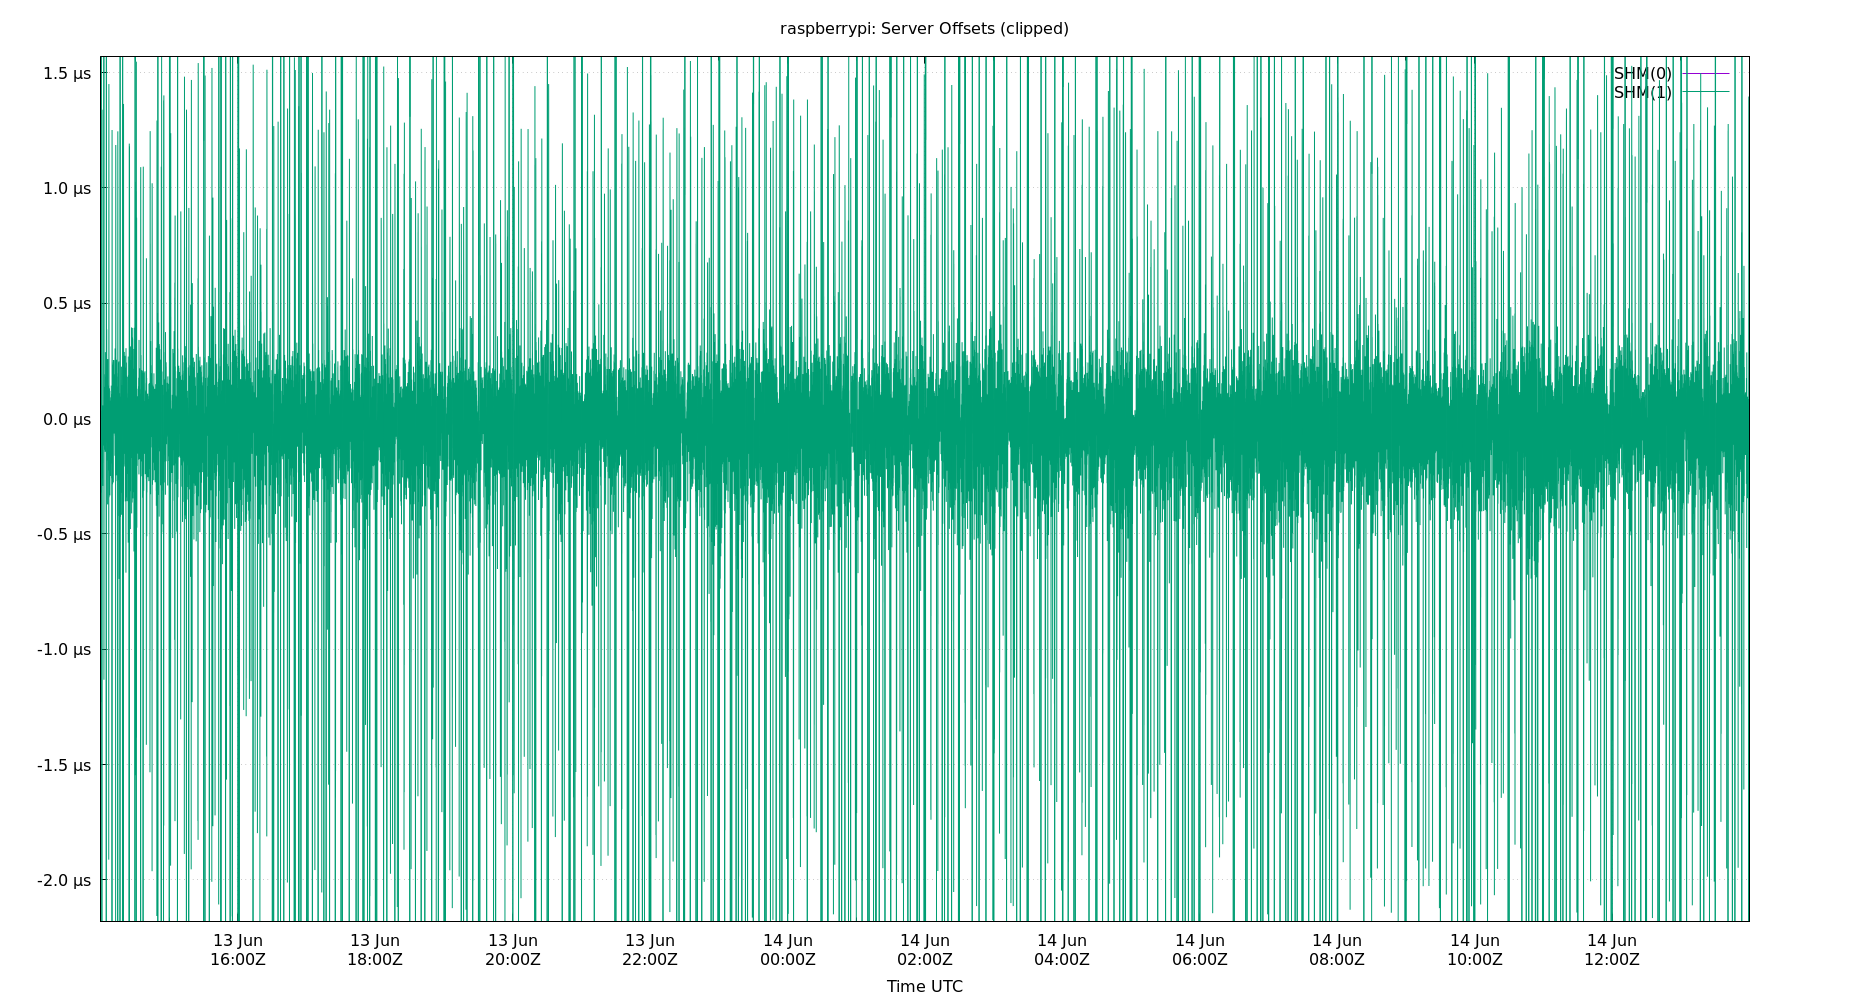 raspberrypi: Server Offsets (clipped)
1.5 µs
1.0 µs
0.5 µs
0.0 µs
-0.5 µs
-1.0 µs
-1.5 µs
-2.0 µs
SHM(0)
SHM(1)
13 Jun 13 Jun 13 Jun 13 Jun 14 Jun 14 Jun 14 Jun 14 Jun 14 Jun 14 Jun 14 Jun
16:00Z 18:00Z 20:00Z 22:00Z 00:00Z 02:00Z 04:00Z 06:00Z 08:00Z 10:00Z 12:00Z
Time UTC